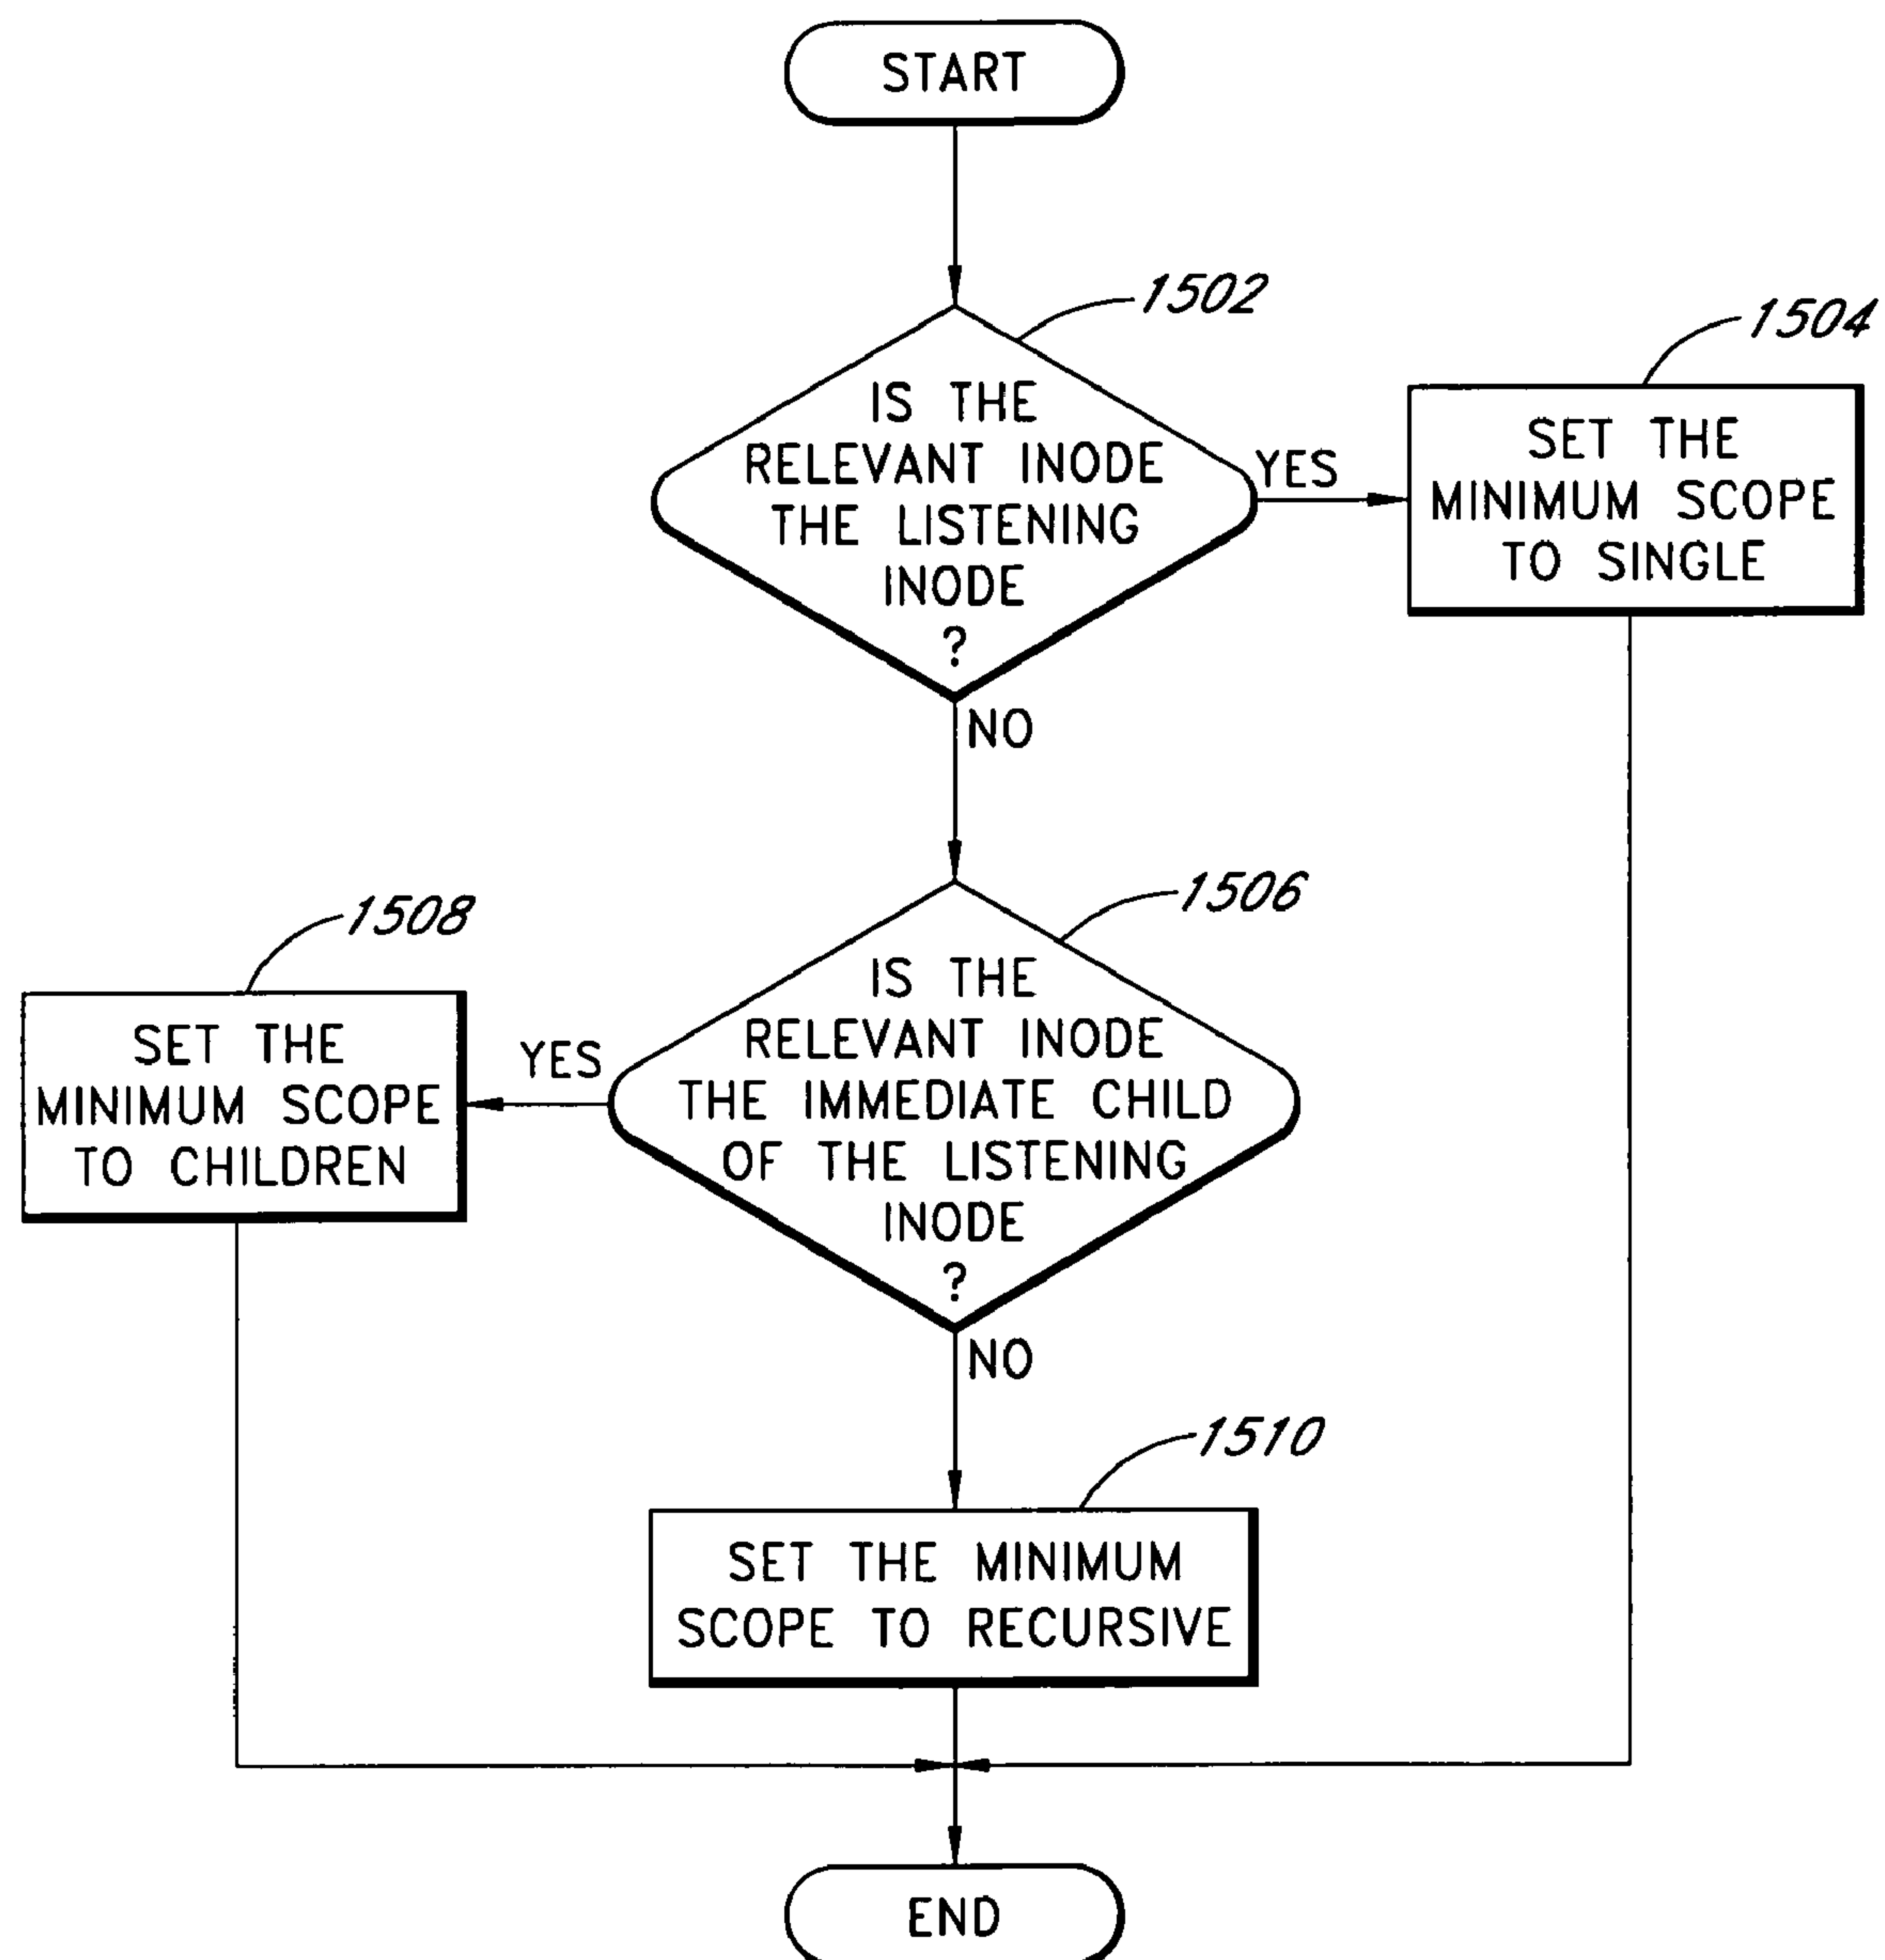 START
1502
IS THE
RELEVANT INODE
THE LISTENING
INODE
?
YES
1504
SET THE
MINIMUM SCOPE
TO SINGLE
NO
1506
IS THE
RELEVANT INODE
THE IMMEDIATE CHILD
OF THE LISTENING
INODE
?
YES
1508
SET THE
MINIMUM SCOPE
TO CHILDREN
NO
1510
SET THE MINIMUM
SCOPE TO RECURSIVE
END